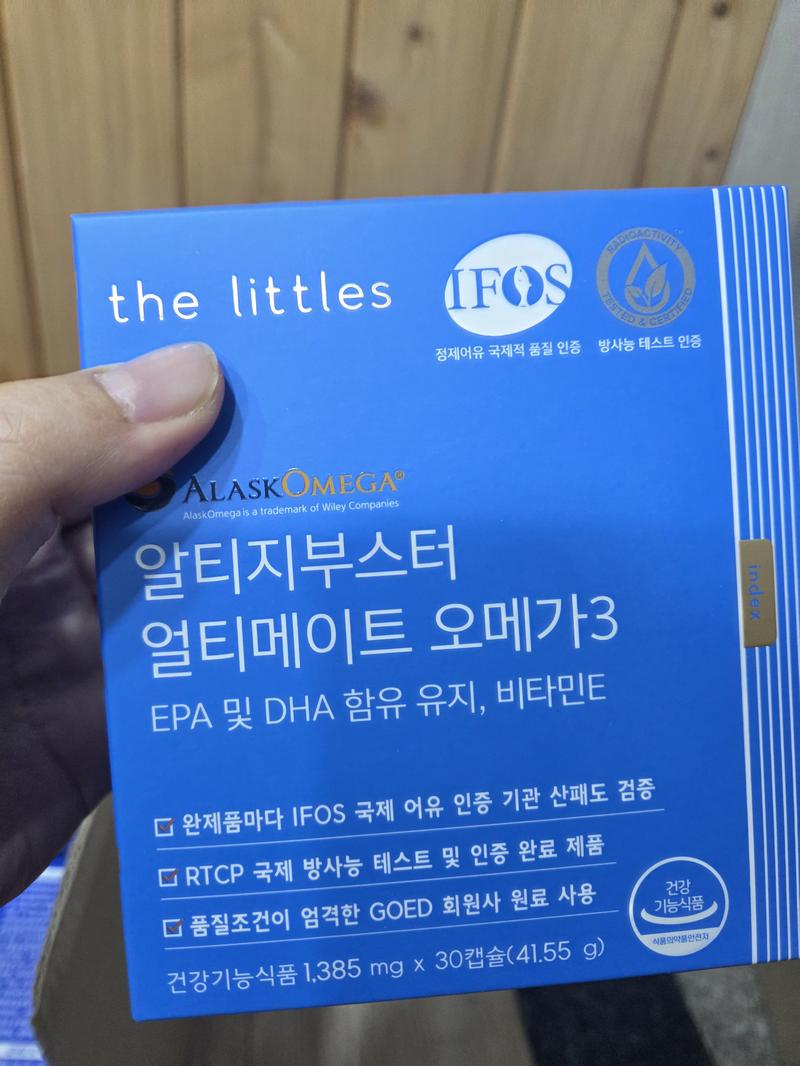 the littles
IFOS
정제어유 국제적 품질 인증
RADIOACTIVITY
TESTED & CERTIFIED
방사능 테스트 인증
ALASKOMEGA®
AlaskOmega is a trademark of Wiley Companies
알티지부스터
얼티메이트 오메가3
EPA 및 DHA 함유 유지, 비타민E
index
완제품마다 IFOS 국제 어유 인증 기관 산패도 검증
RTCP 국제 방사능 테스트 및 인증 완료 제품
품질조건이 엄격한 GOED 회원사 원료 사용
건강
기능식품
식품의약품안전처
건강기능식품 1,385 mg x 30캡슐(41.55 g)